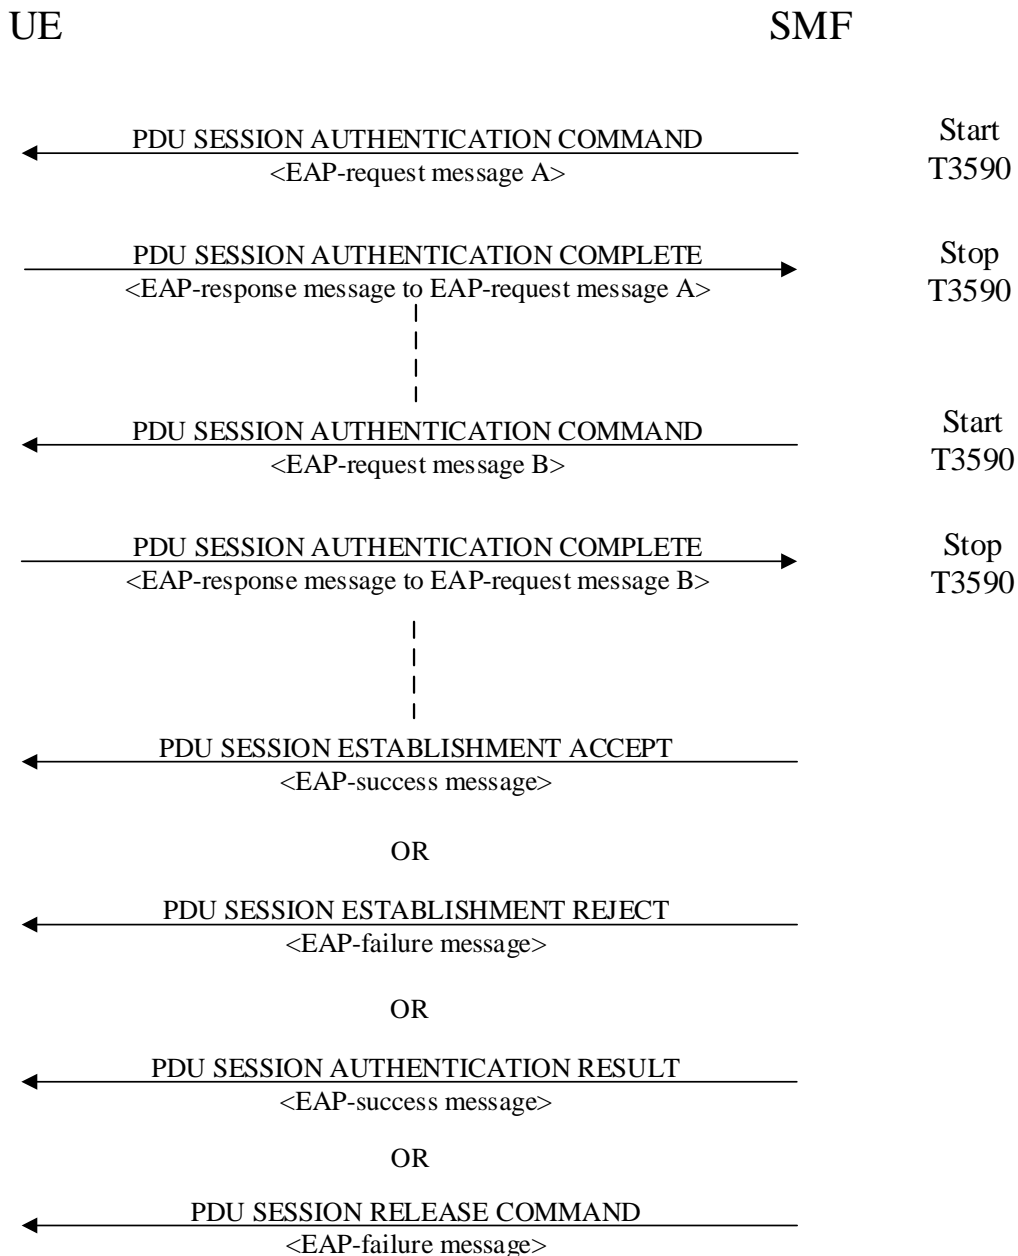 UE SMF
PDU SESSION AUTHENTICATION COMMAND
<EAP-request message A>
Start
T3590
PDU SESSION AUTHENTICATION COMPLETE
<EAP-response message to EAP-request message A>
Stop
T3590
PDU SESSION AUTHENTICATION COMMAND
<EAP-request message B>
Start
T3590
PDU SESSION AUTHENTICATION COMPLETE
<EAP-response message to EAP-request message B>
Stop
T3590
PDU SESSION ESTABLISHMENT ACCEPT
<EAP-success message>
OR
PDU SESSION ESTABLISHMENT REJECT
<EAP-failure message>
OR
PDU SESSION AUTHENTICATION RESULT
<EAP-success message>
OR
PDU SESSION RELEASE COMMAND
<EAP-failure message>